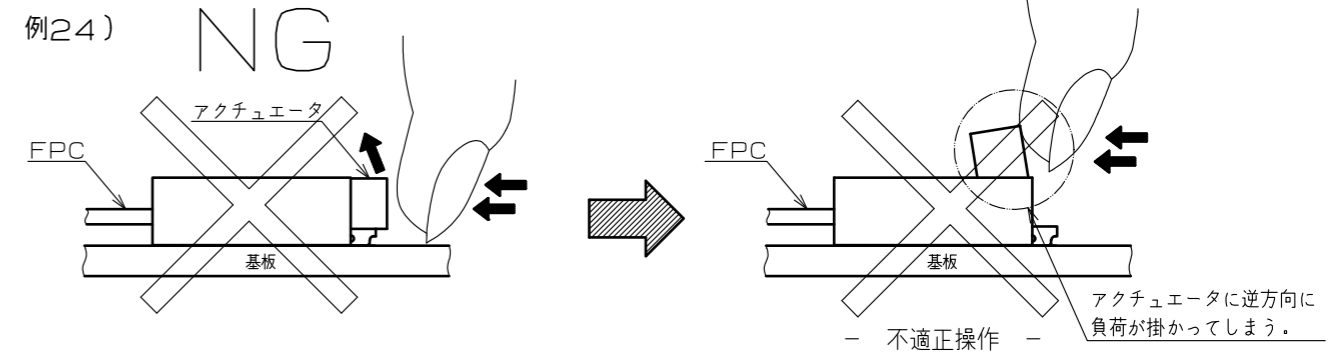 例24)
NG
アクチュエータ
FPC
基板
FPC
基板
アクチュエータに逆方向に
負荷が掛かってしまう。
- 不適正操作 -